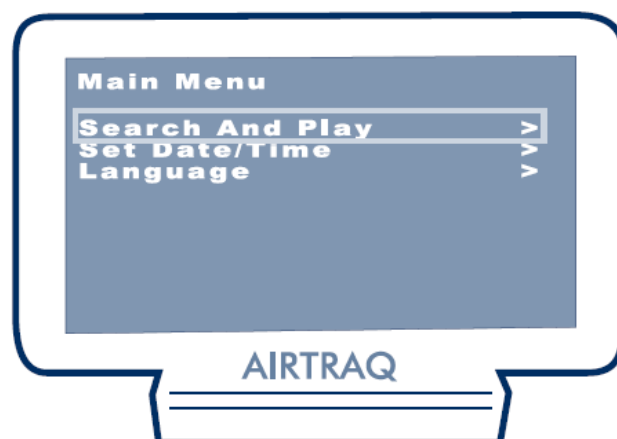 Main Menu
Search And Play >
Set Date/Time >
Language >
AIRTRAQ